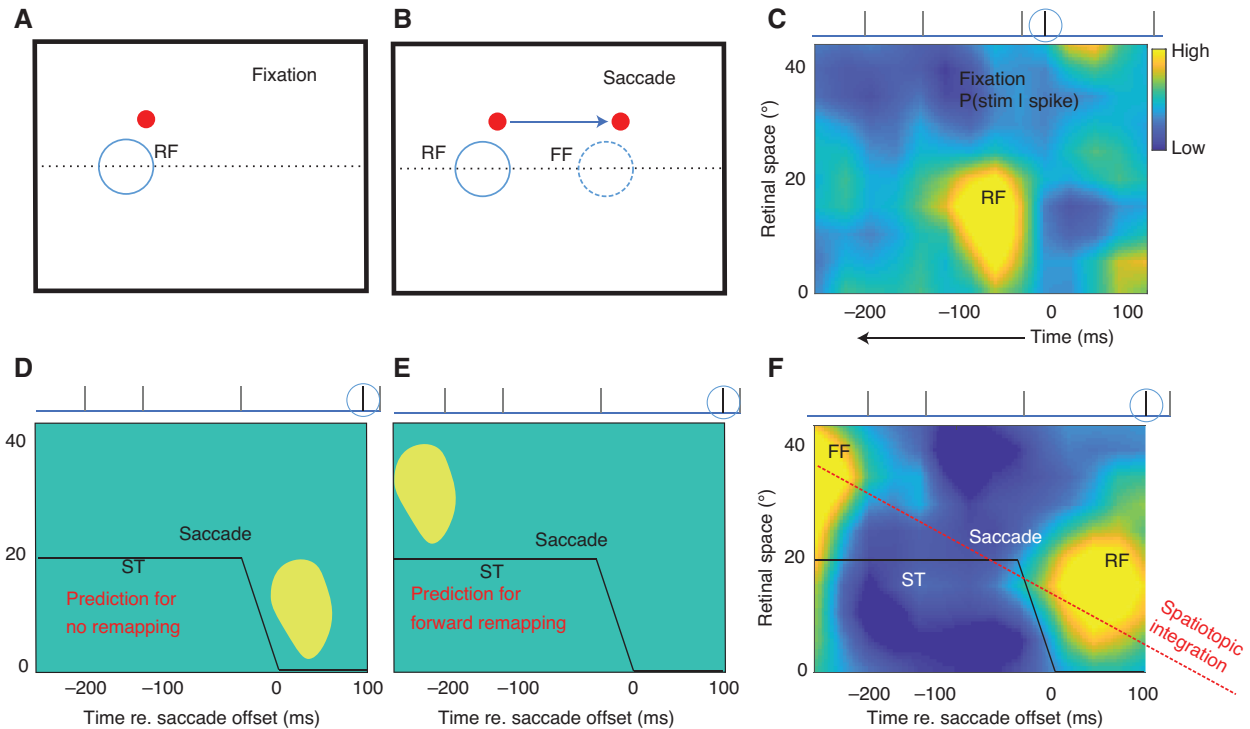 A
Fixation
RF
B
Saccade
RF
FF
C
Retinal space (°)
40
20
0
Fixation
P(stim | spike)
RF
High
Low
–200
–100
0
100
Time (ms)
D
40
20
0
Saccade
ST
Prediction for
no remapping
–200
–100
0
100
Time re. saccade offset (ms)
E
Saccade
ST
Prediction for
forward remapping
–200
–100
0
100
Time re. saccade offset (ms)
F
Retinal space (°)
40
20
0
FF
Saccade
ST
RF
Spatiotopic
integration
–200
–100
0
100
Time re. saccade offset (ms)